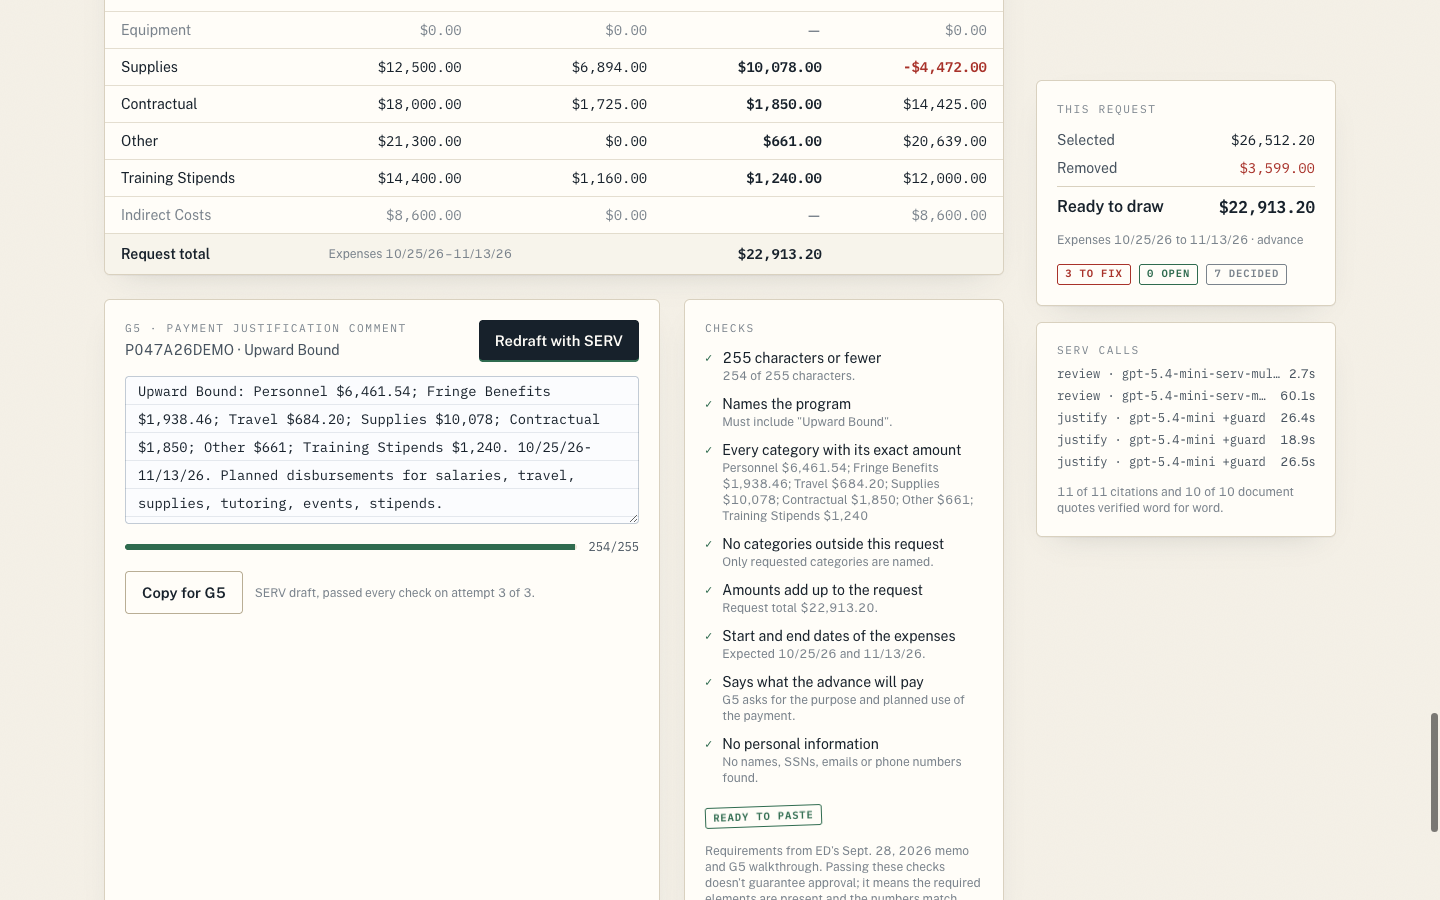 Equipment $0.00 $0.00 — $0.00
Supplies $12,500.00 $6,894.00 $10,078.00 -$4,472.00
Contractual $18,000.00 $1,725.00 $1,850.00 $14,425.00
Other $21,300.00 $0.00 $661.00 $20,639.00
Training Stipends $14,400.00 $1,160.00 $1,240.00 $12,000.00
Indirect Costs $8,600.00 $0.00 — $8,600.00
Request total Expenses 10/25/26–11/13/26 $22,913.20
G5 · PAYMENT JUSTIFICATION COMMENT
P047A26DEMO · Upward Bound
Redraft with SERV
Upward Bound: Personnel $6,461.54; Fringe Benefits
$1,938.46; Travel $684.20; Supplies $10,078; Contractual
$1,850; Other $661; Training Stipends $1,240. 10/25/26-
11/13/26. Planned disbursements for salaries, travel,
supplies, tutoring, events, stipends.
254/255
Copy for G5
SERV draft, passed every check on attempt 3 of 3.
CHECKS
✓ 255 characters or fewer
254 of 255 characters.
✓ Names the program
Must include "Upward Bound".
✓ Every category with its exact amount
Personnel $6,461.54; Fringe Benefits
$1,938.46; Travel $684.20; Supplies
$10,078; Contractual $1,850; Other $661;
Training Stipends $1,240
✓ No categories outside this request
Only requested categories are named.
✓ Amounts add up to the request
Request total $22,913.20.
✓ Start and end dates of the expenses
Expected 10/25/26 and 11/13/26.
✓ Says what the advance will pay
G5 asks for the purpose and planned use of
the payment.
✓ No personal information
No names, SSNs, emails or phone numbers
found.
READY TO PASTE
Requirements from ED's Sept. 28, 2026 memo
and G5 walkthrough. Passing these checks
doesn't guarantee approval; it means the required
elements are present and the numbers match
THIS REQUEST
Selected $26,512.20
Removed $3,599.00
Ready to draw $22,913.20
Expenses 10/25/26 to 11/13/26 · advance
3 TO FIX
0 OPEN
7 DECIDED
SERV CALLS
review · gpt-5.4-mini-serv-mul… 2.7s
review · gpt-5.4-mini-serv-m… 60.1s
justify · gpt-5.4-mini +guard 26.4s
justify · gpt-5.4-mini +guard 18.9s
justify · gpt-5.4-mini +guard 26.5s
11 of 11 citations and 10 of 10 document
quotes verified word for word.